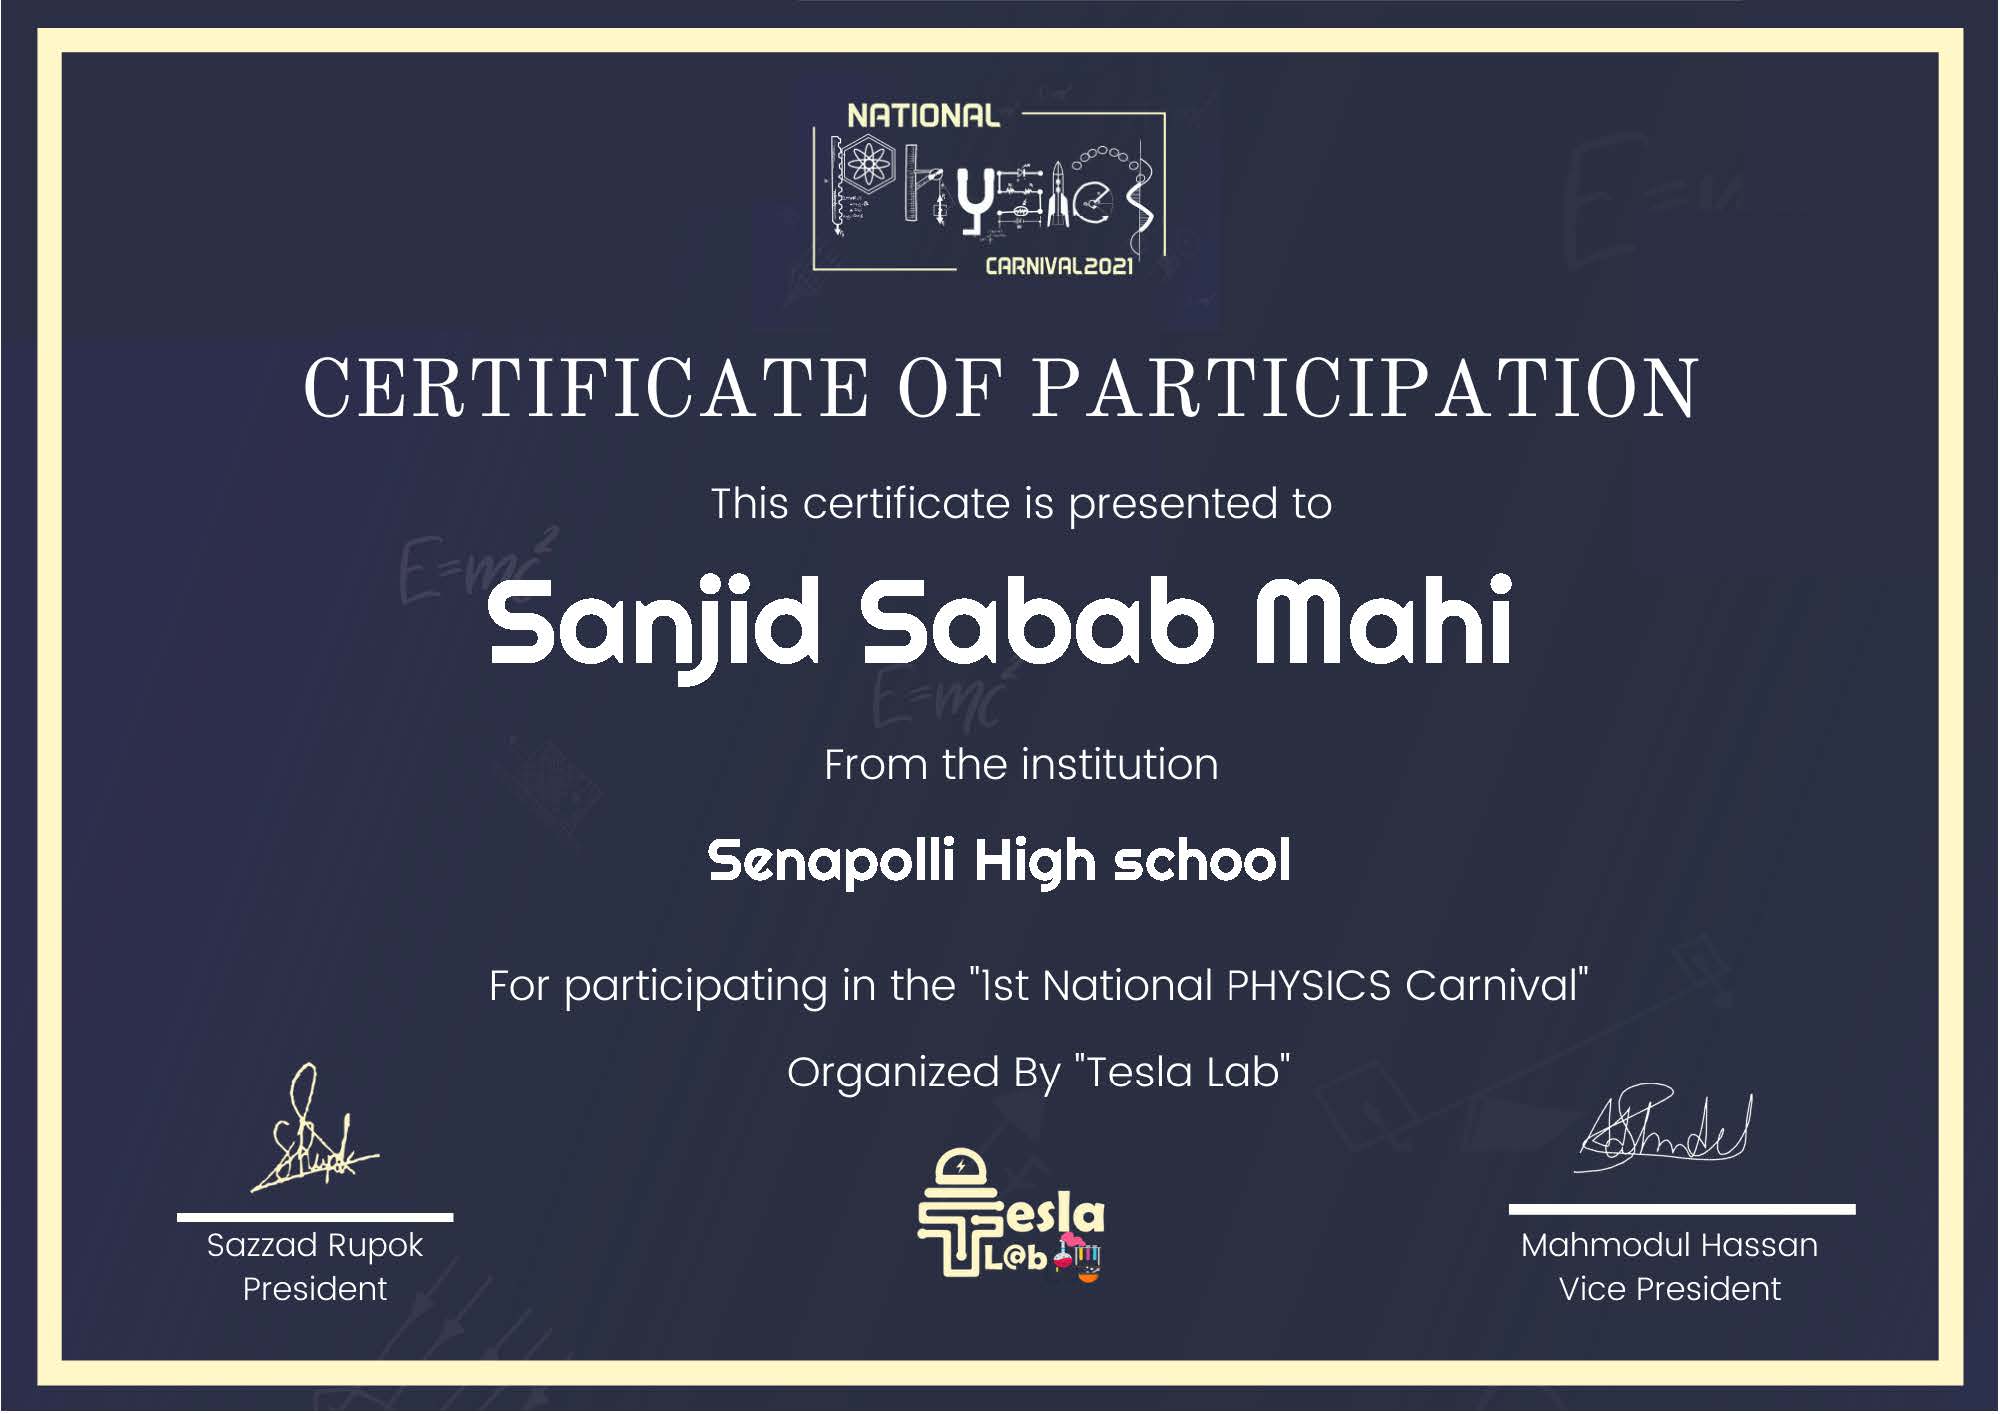 NATIONAL
Physics
CARNIVAL2021
CERTIFICATE OF PARTICIPATION
This certificate is presented to
E=mc²
Sanjid Sabab Mahi
E=mc²
From the institution
Senapolli High school
For participating in the "1st National PHYSICS Carnival"
Organized By "Tesla Lab"
Tesla
L@b
Sazzad Rupok
President
Mahmodul Hassan
Vice President